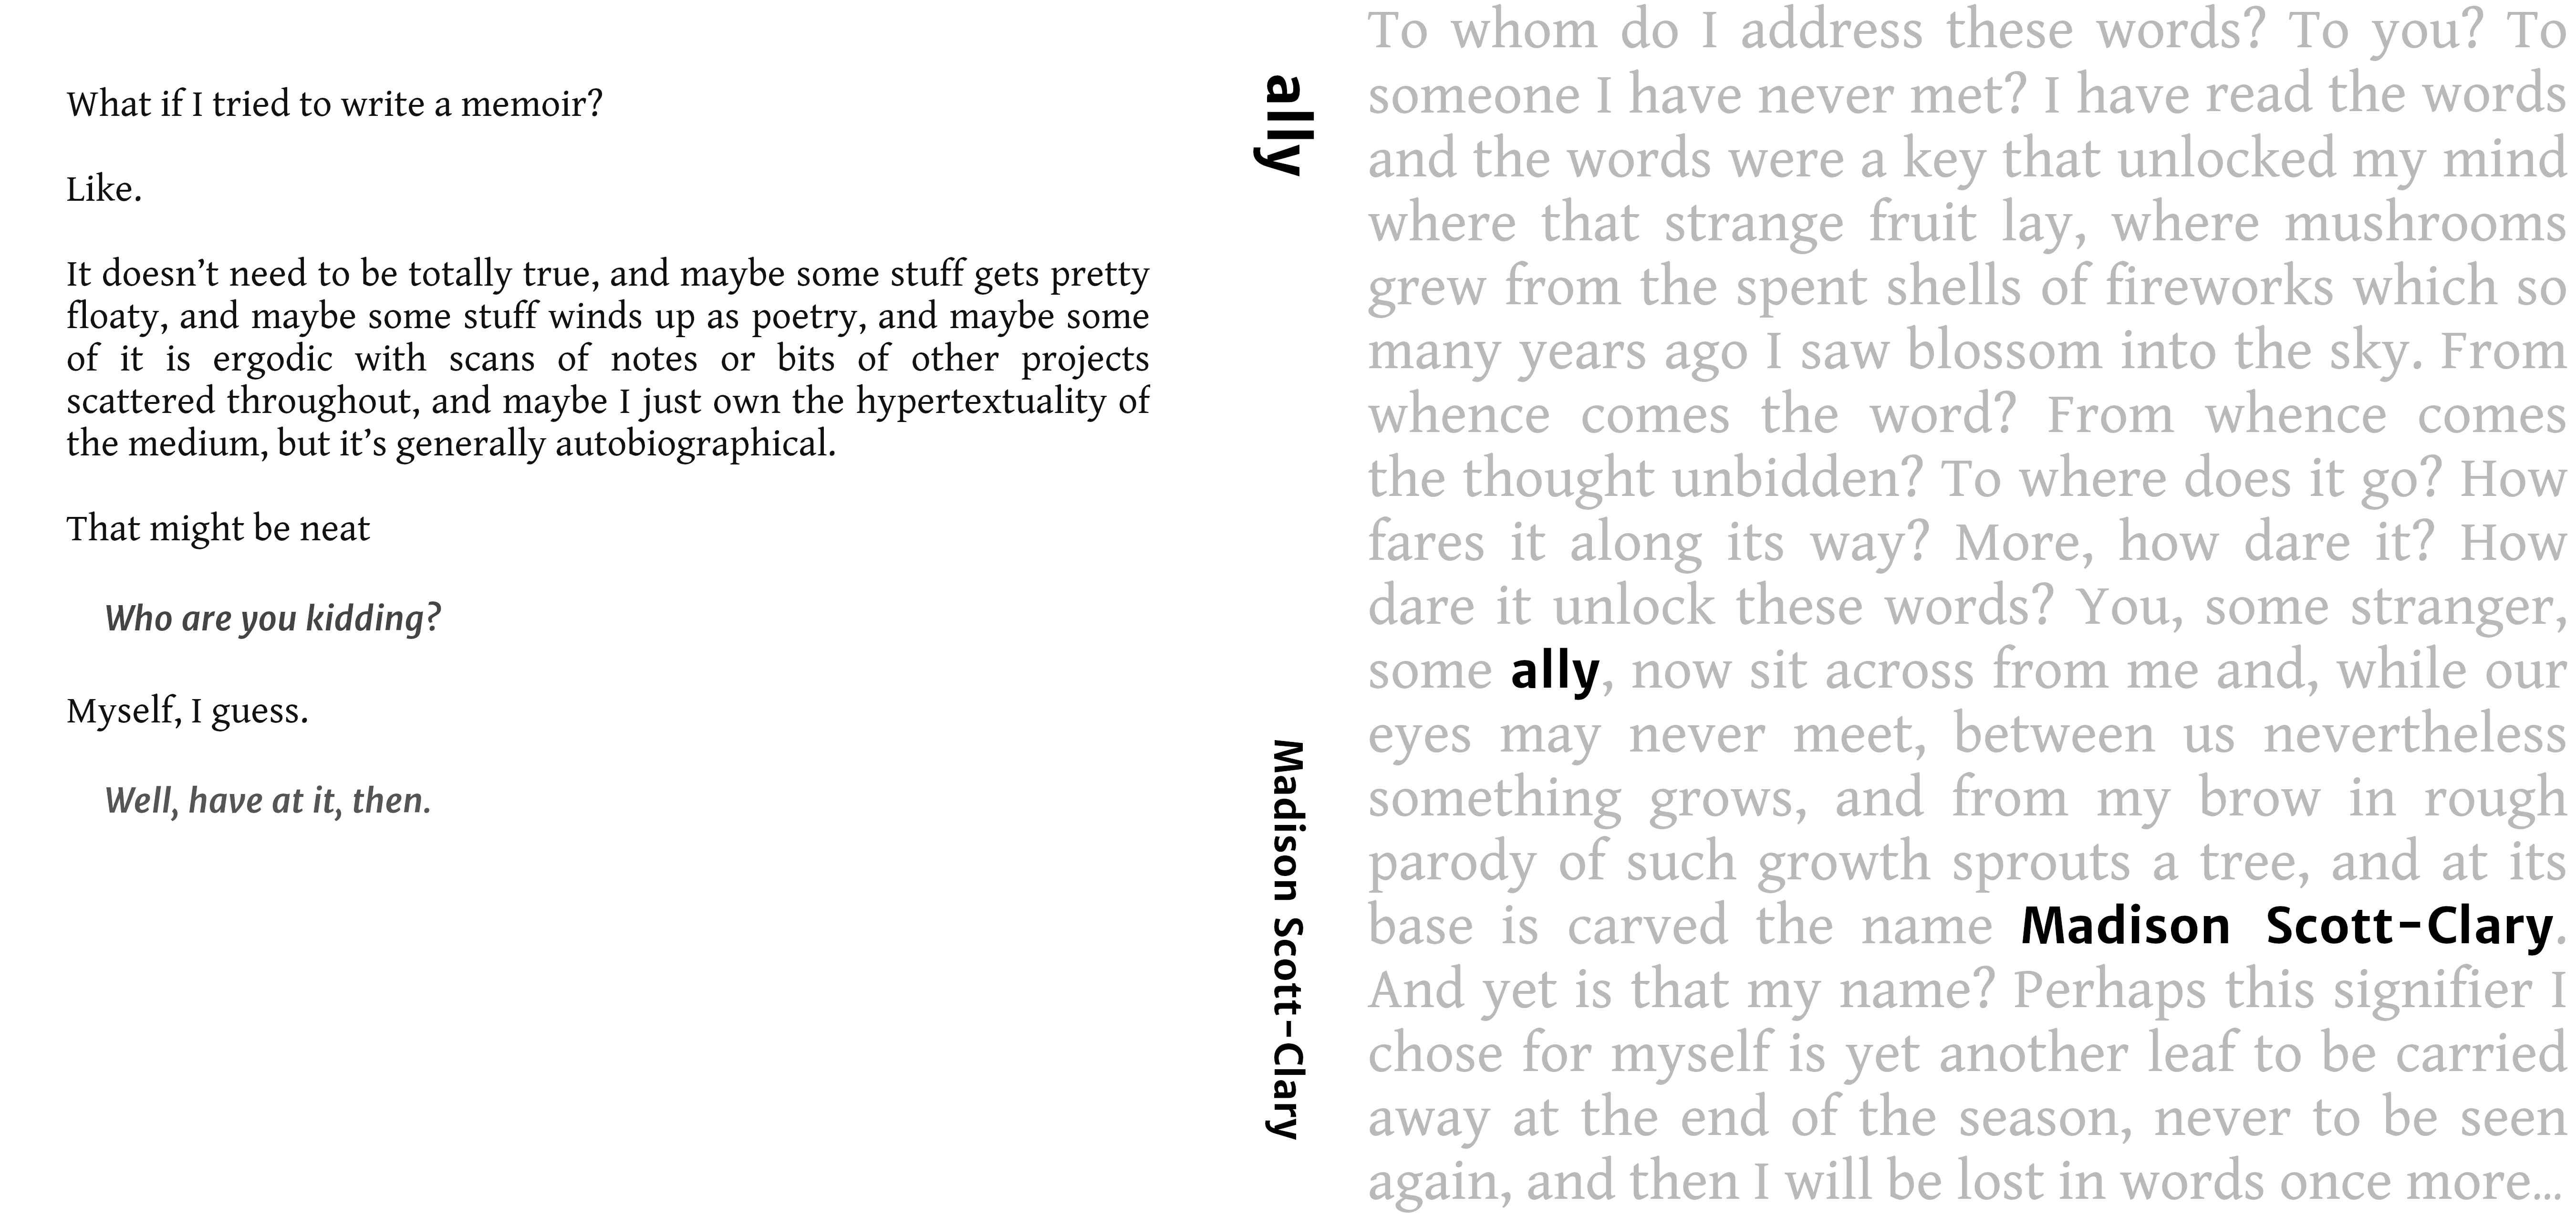 What if I tried to write a memoir?
Like.
It doesn’t need to be totally true, and maybe some stuff gets pretty
floaty, and maybe some stuff winds up as poetry, and maybe some
of it is ergodic with scans of notes or bits of other projects
scattered throughout, and maybe I just own the hypertextuality of
the medium, but it’s generally autobiographical.
That might be neat
Who are you kidding?
Myself, I guess.
Well, have at it, then.
ally
Madison Scott-Clary
To whom do I address these words? To you? To
someone I have never met? I have read the words
and the words were a key that unlocked my mind
where that strange fruit lay, where mushrooms
grew from the spent shells of fireworks which so
many years ago I saw blossom into the sky. From
whence comes the word? From whence comes
the thought unbidden? To where does it go? How
fares it along its way? More, how dare it? How
dare it unlock these words? You, some stranger,
some ally, now sit across from me and, while our
eyes may never meet, between us nevertheless
something grows, and from my brow in rough
parody of such growth sprouts a tree, and at its
base is carved the name Madison Scott-Clary.
And yet is that my name? Perhaps this signifier I
chose for myself is yet another leaf to be carried
away at the end of the season, never to be seen
again, and then I will be lost in words once more…